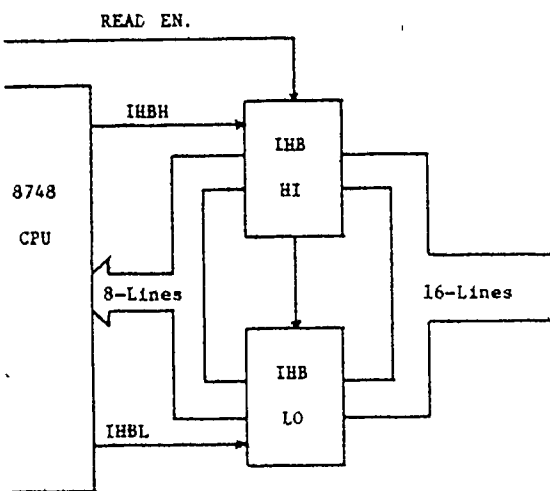 READ EN.
IHBH
IHB
HI
8748
CPU
8-Lines
16-Lines
IHB
LO
IHBL